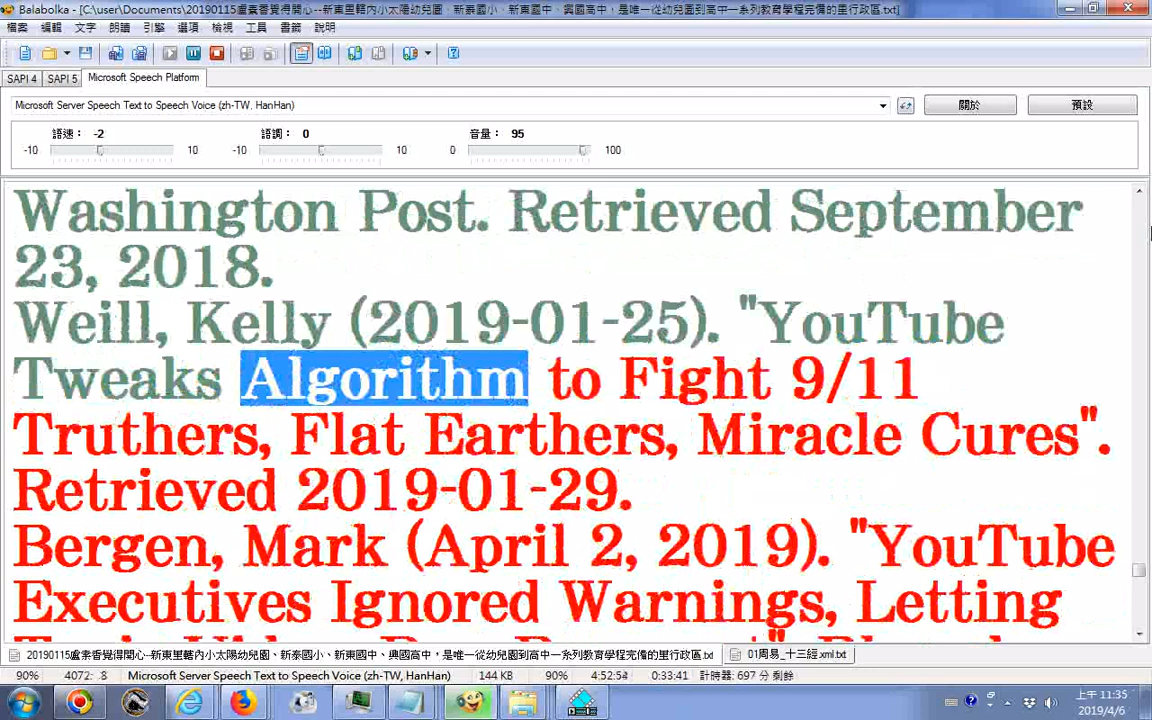 Balabolka - [C:\user\Documents\20190115盧素香覺得開心--新東里轄內小太陽幼兒園、新泰國小、新東國中、興國高中，是唯一從幼兒園到高中一系列教育學程完備的里行政區.txt]
檔案 編輯 文字 朗讀 引擎 選項 檢視 工具 書籤 說明
SAPI 4 SAPI 5 Microsoft Speech Platform
Microsoft Server Speech Text to Speech Voice (zh-TW, HanHan) 關於 預設
語速： -2 語調： 0 音量： 95
-10 10 -10 10 0 100
Washington Post. Retrieved September
23, 2018.
Weill, Kelly (2019-01-25). "YouTube
Tweaks Algorithm to Fight 9/11
Truthers, Flat Earthers, Miracle Cures".
Retrieved 2019-01-29.
Bergen, Mark (April 2, 2019). "YouTube
Executives Ignored Warnings, Letting
20190115盧素香覺得開心--新東里轄內小太陽幼兒園、新泰國小、新東國中、興國高中，是唯一從幼兒園到高中一系列教育學程完備的里行政區.txt 01周易_十三經.xml.txt
90% 4072: 8 Microsoft Server Speech Text to Speech Voice (zh-TW, HanHan) 144 KB 90% 4:52:54 0:33:41 計時器: 697 分 剩餘
上午 11:35
2019/4/6